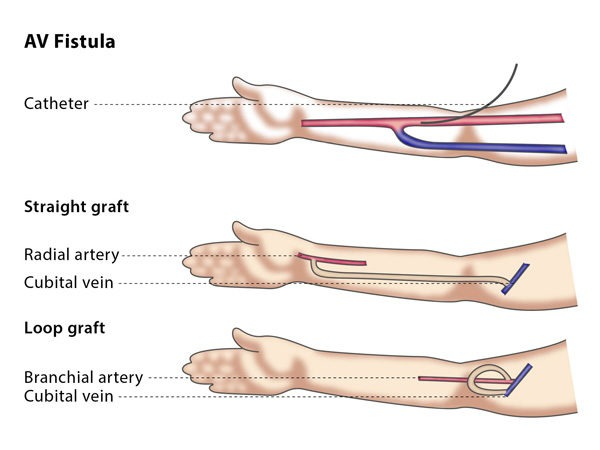 AV Fistula
Catheter
Straight graft
Radial artery
Cubital vein
Loop graft
Branchial artery
Cubital vein